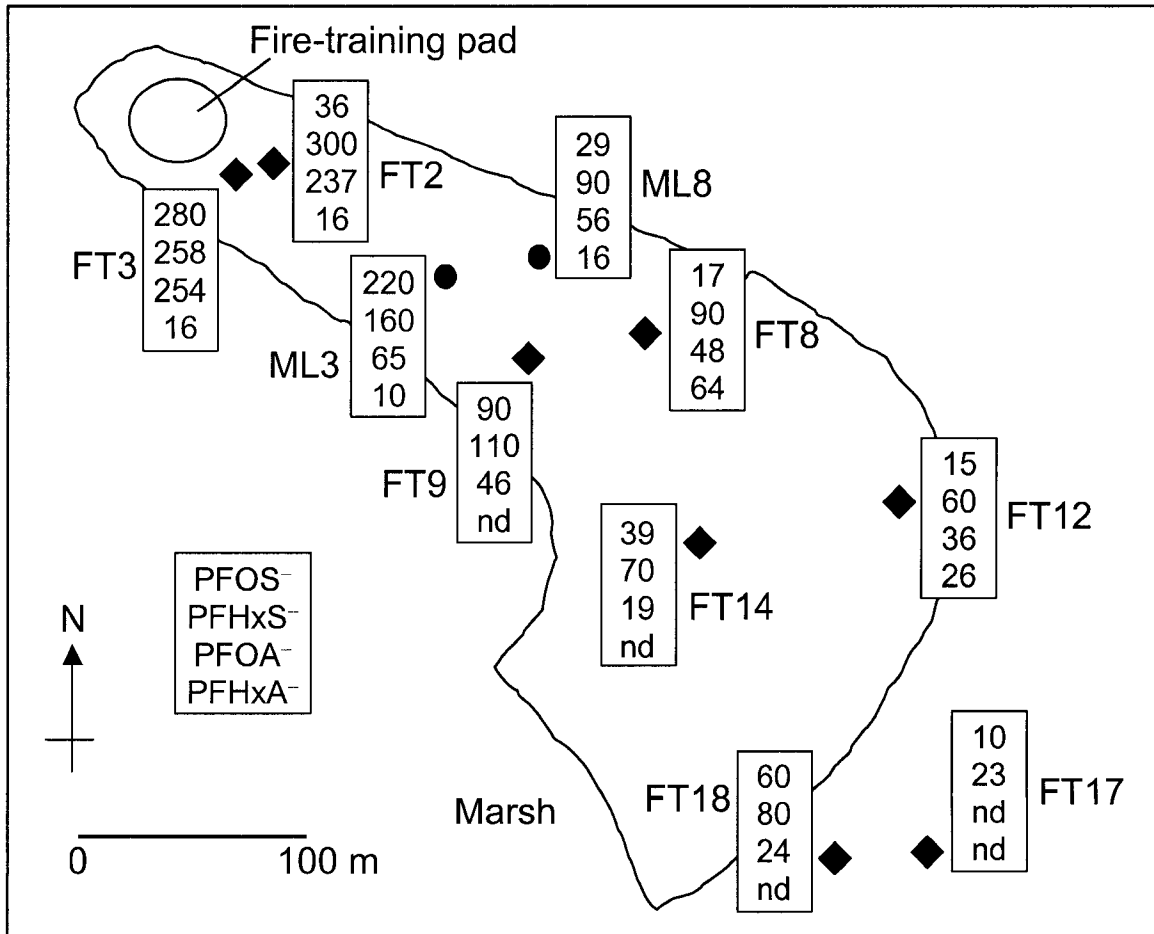 Fire-training pad
36
300
237
16
FT2
29
90
56
16
ML8
280
258
254
16
FT3
220
160
65
10
ML3
17
90
48
64
FT8
90
110
46
nd
FT9
15
60
36
26
FT12
39
70
19
nd
FT14
PFOS⁻
PFHxS⁻
PFOA⁻
PFHxA⁻
N
10
23
nd
nd
FT17
60
80
24
nd
FT18
Marsh
0 100 m